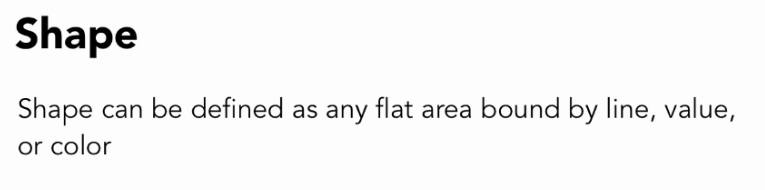 Shape
Shape can be defined as any flat area bound by line, value,
or color